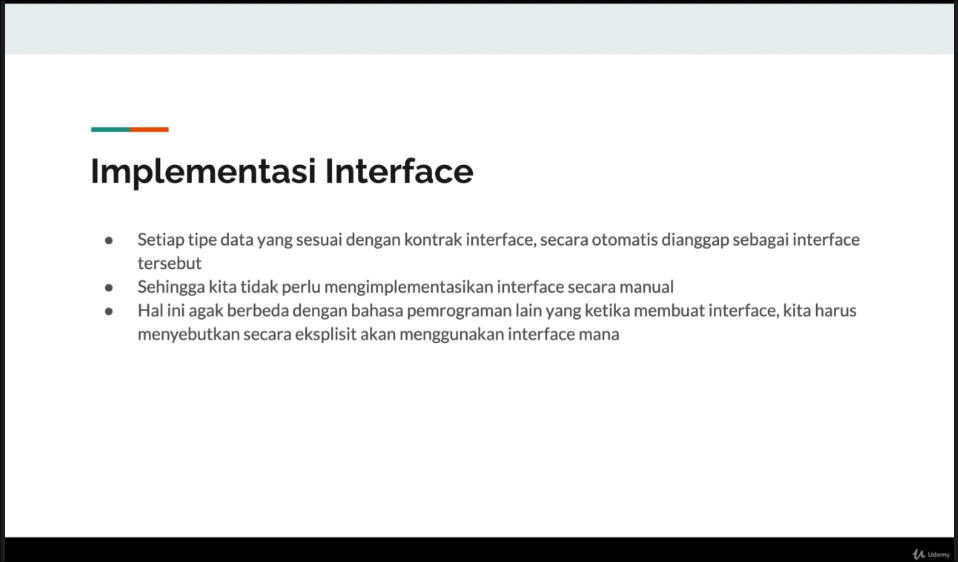 Implementasi Interface
● Setiap tipe data yang sesuai dengan kontrak interface, secara otomatis dianggap sebagai interface
tersebut
● Sehingga kita tidak perlu mengimplementasikan interface secara manual
● Hal ini agak berbeda dengan bahasa pemrograman lain yang ketika membuat interface, kita harus
menyebutkan secara eksplisit akan menggunakan interface mana
Udemy